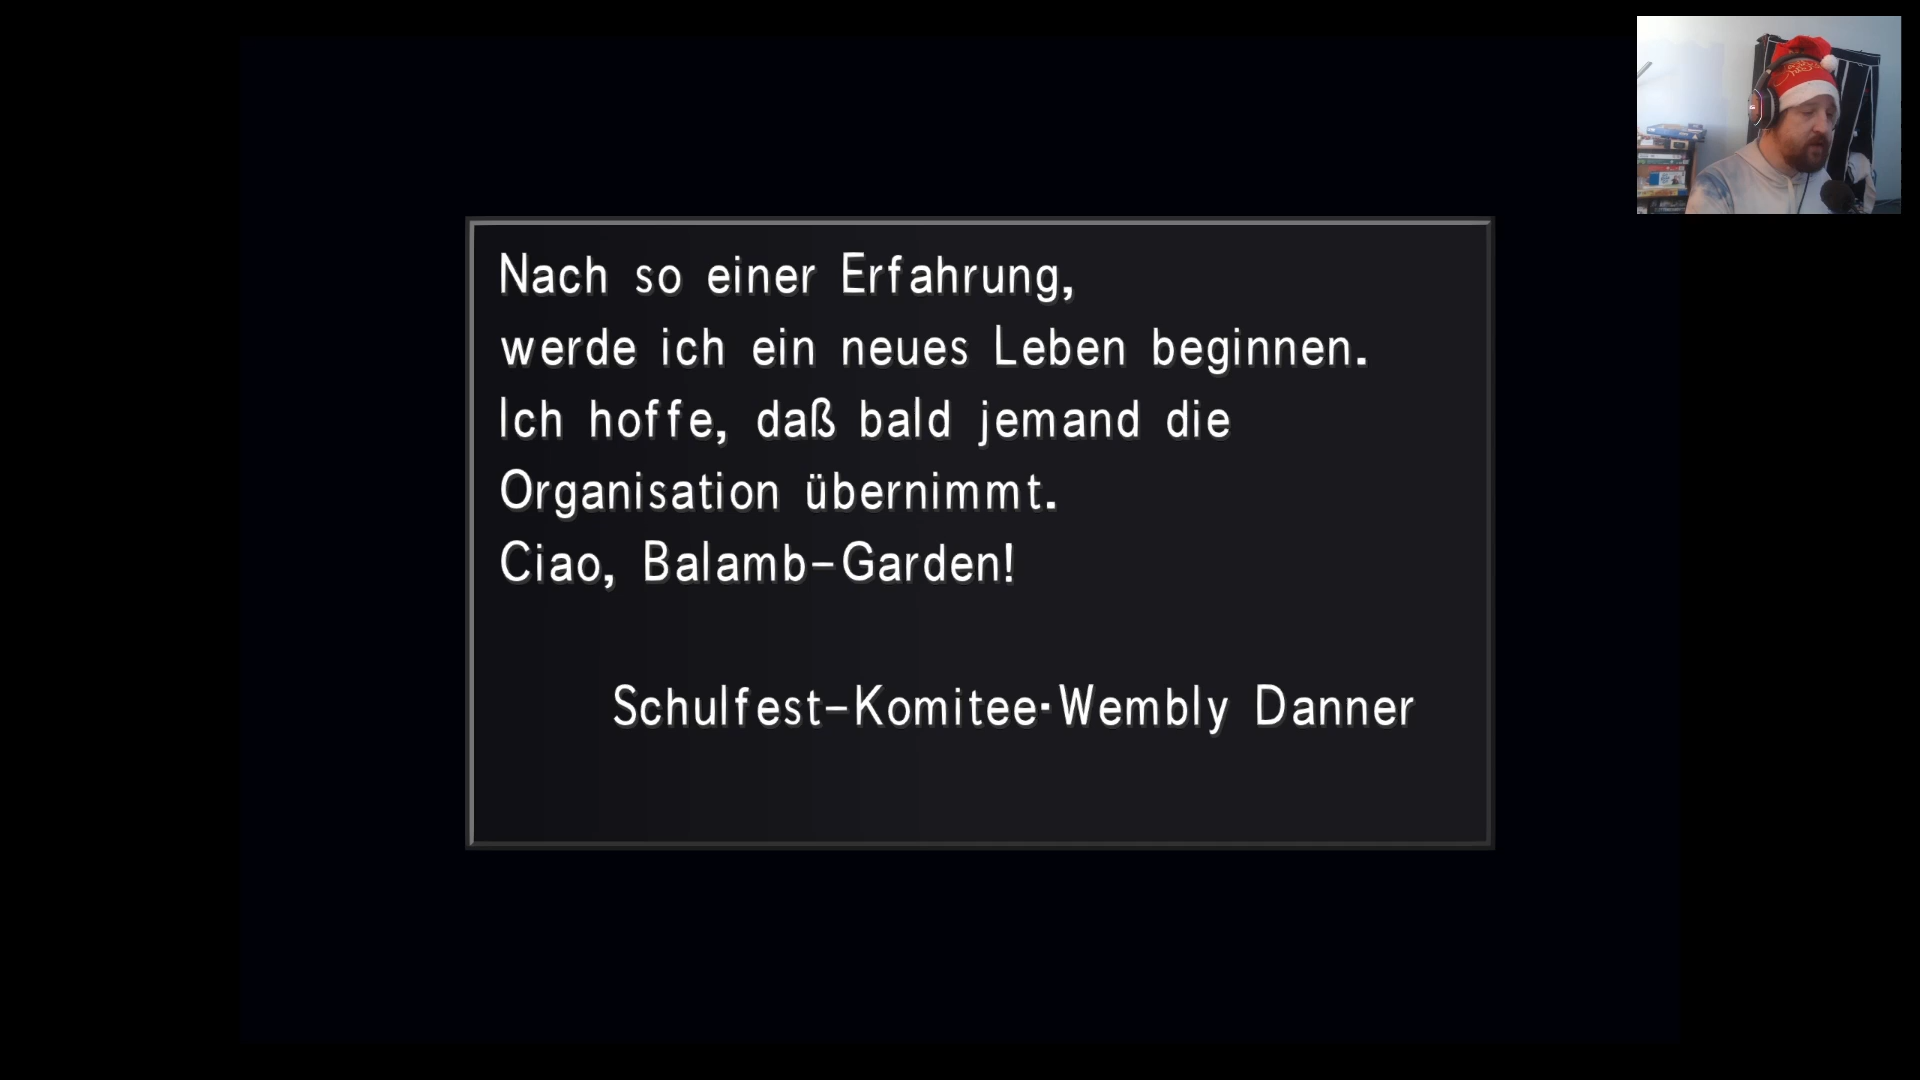 Nach so einer Erfahrung,
werde ich ein neues Leben beginnen.
Ich hoffe, daß bald jemand die
Organisation übernimmt.
Ciao, Balamb-Garden!
Schulfest-Komitee·Wembly Danner